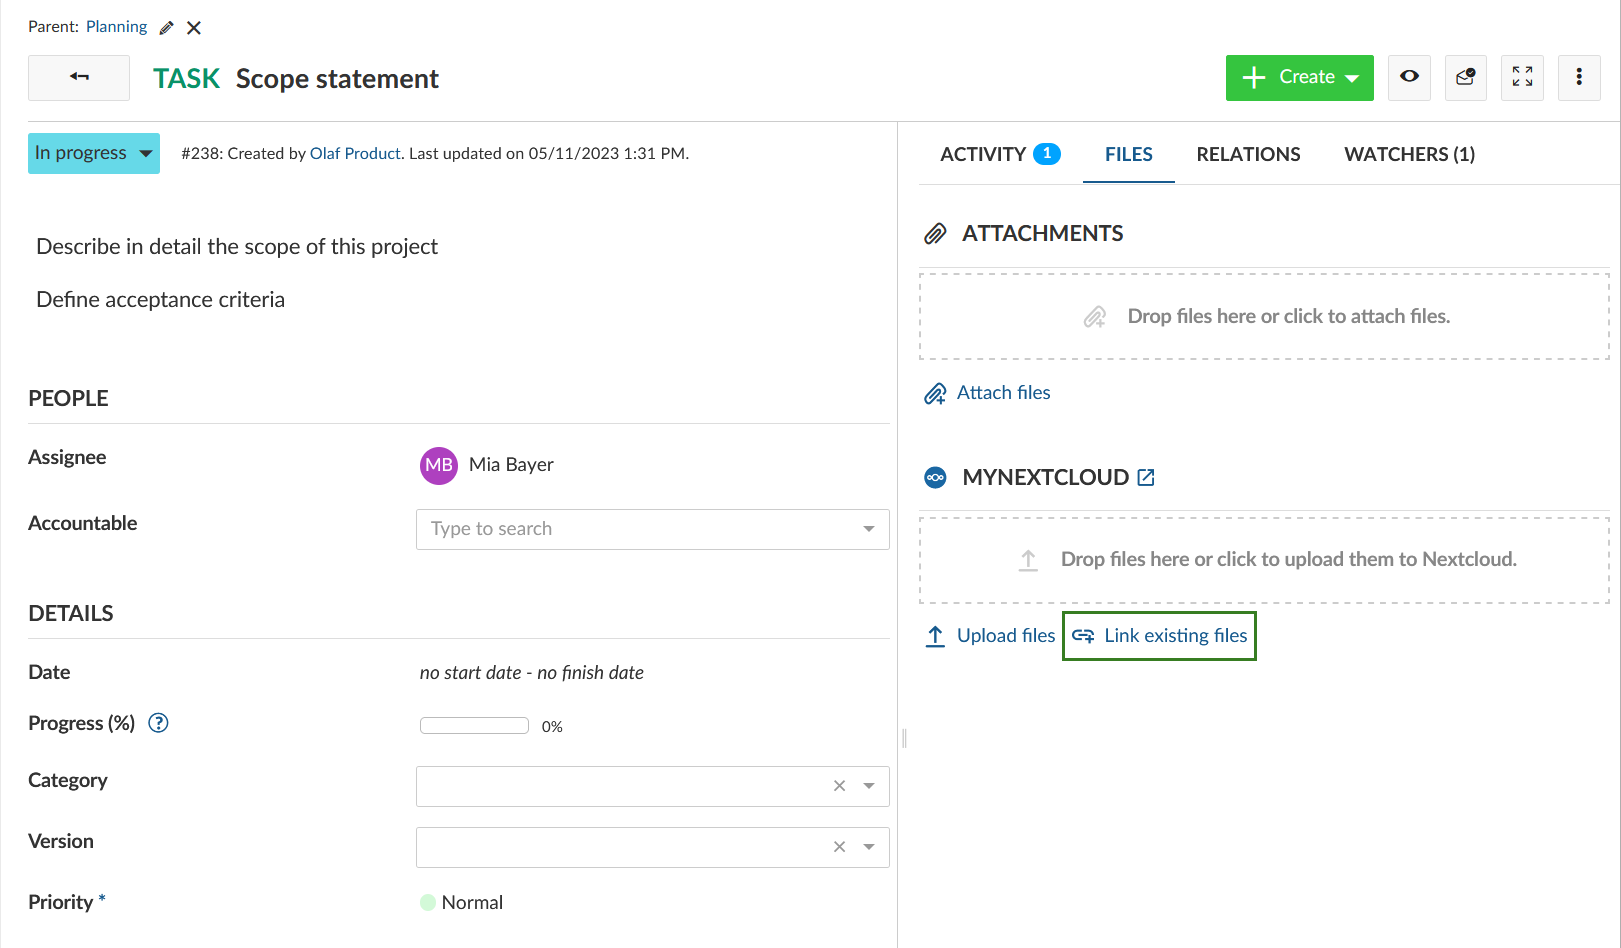 Parent: Planning
TASK Scope statement
Create
In progress
#238: Created by Olaf Product. Last updated on 05/11/2023 1:31 PM.
Describe in detail the scope of this project
Define acceptance criteria
PEOPLE
Assignee
MB Mia Bayer
Accountable
Type to search
DETAILS
Date
no start date - no finish date
Progress (%) ?
0%
Category
Version
Priority *
Normal
ACTIVITY 1 FILES RELATIONS WATCHERS (1)
ATTACHMENTS
Drop files here or click to attach files.
Attach files
MYNEXTCLOUD
Drop files here or click to upload them to Nextcloud.
Upload files Link existing files